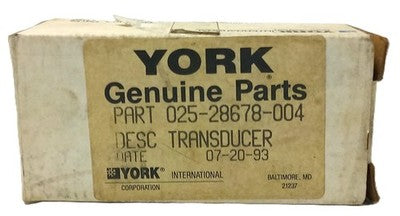 YORK
Genuine Parts
PART 025-28678-004
DESC TRANSDUCER
DATE 07-20-93
YORK INTERNATIONAL BALTIMORE, MD
CORPORATION 21237